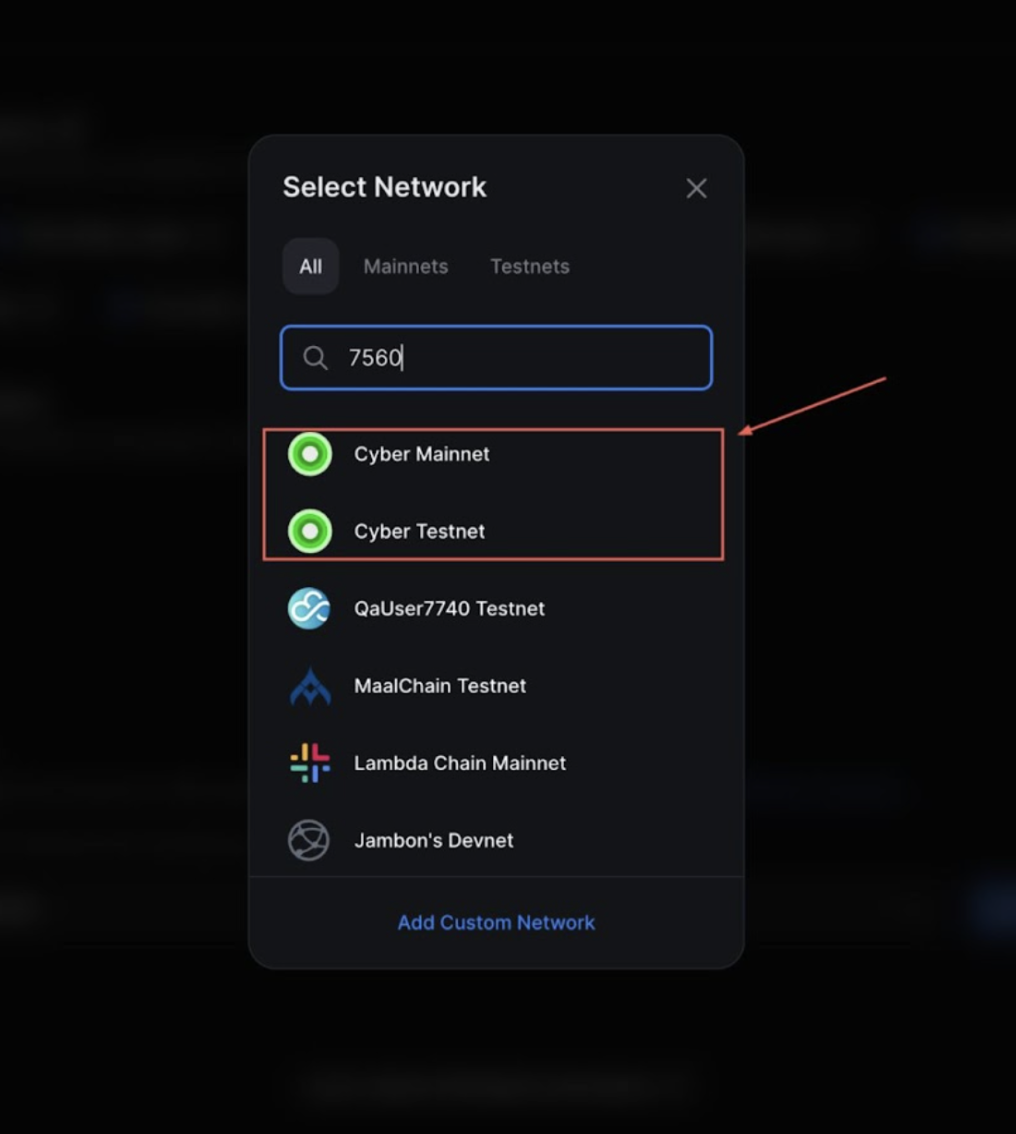 Select Network
All Mainnets Testnets
7560
Cyber Mainnet
Cyber Testnet
QaUser7740 Testnet
MaalChain Testnet
Lambda Chain Mainnet
Jambon's Devnet
Add Custom Network